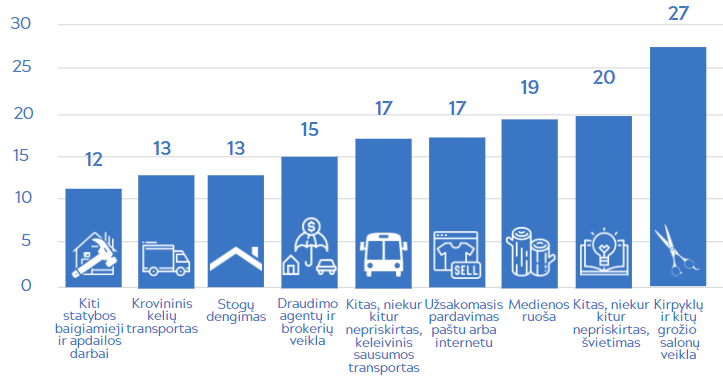 30
25
20
15
10
5
0
12
13
13
15
17
17
19
20
27
SELL
Kiti
statybos
baigiamieji
ir apdailos
darbai
Krovininis
kelių
transportas
Stogų
dengimas
Draudimo
agentų ir
brokerių
veikla
Kitas, niekur
kitur
nepriskirtas,
keleivinis
sausumos
transportas
Užsakomasis
pardavimas
paštu arba
internetu
Medienos
ruoša
Kitas, niekur
kitur
nepriskirtas,
švietimas
Kirpyklų
ir kitų
grožio
salonų
veikla